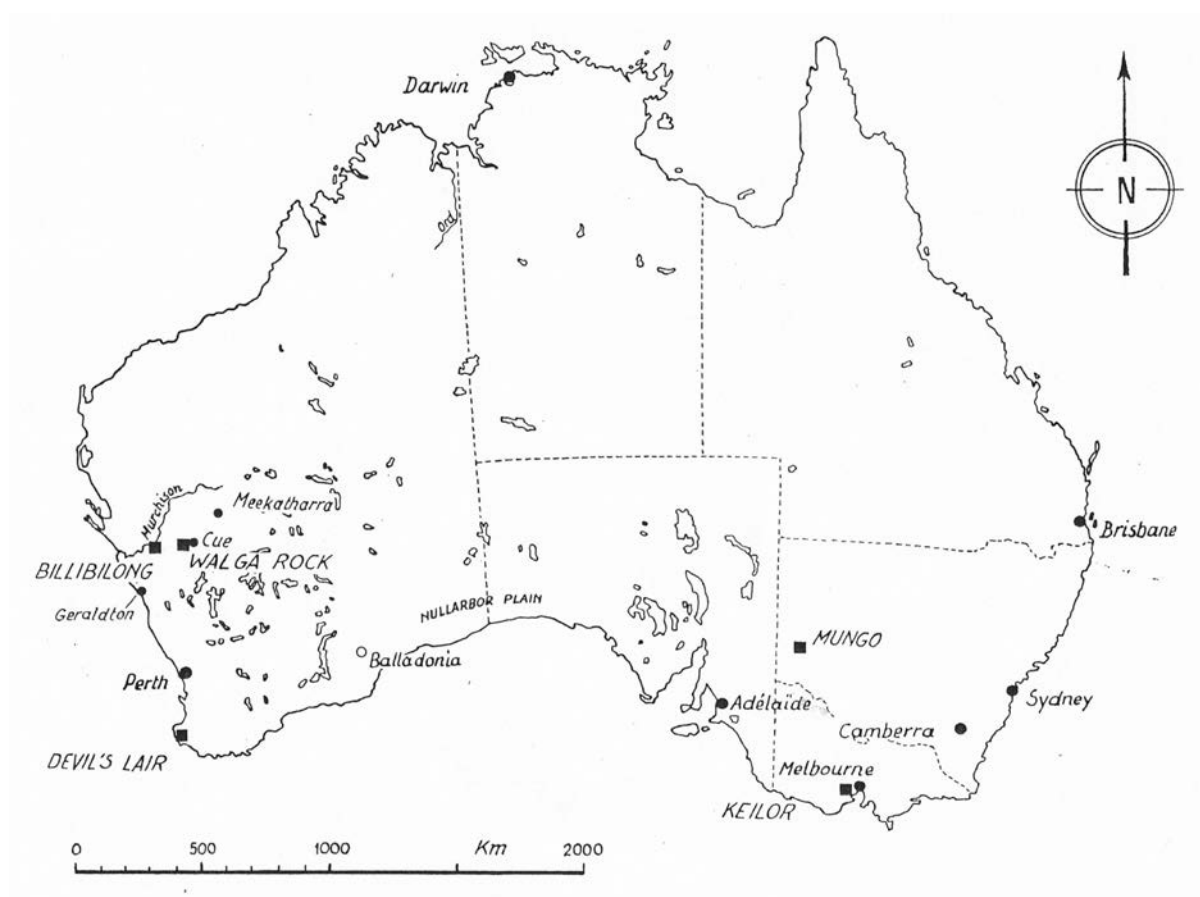 Darwin
N
Ord
Murchison
Meekatharra
Cue
WALGA ROCK
BILLIBILONG
Geraldton
Brisbane
NULLARBOR PLAIN
MUNGO
Balladonia
Perth
Adélaïde
Sydney
Camberra
DEVIL'S LAIR
Melbourne
KEILOR
0 500 1000 Km 2000